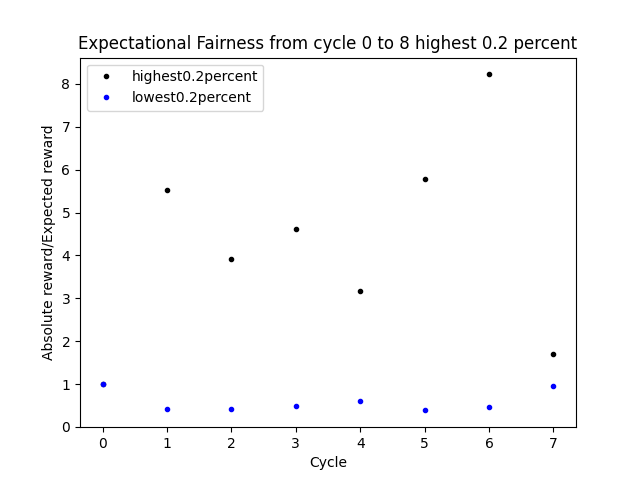 Expectational Fairness from cycle 0 to 8 highest 0.2 percent
highest0.2percent
lowest0.2percent
Absolute reward/Expected reward
8
7
6
5
4
3
2
1
0
0 1 2 3 4 5 6 7
Cycle